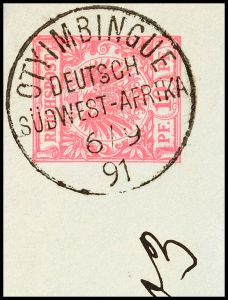 OTYIMBINGUE
DEUTSCH
SÜDWEST-AFRIKA
6/9
91